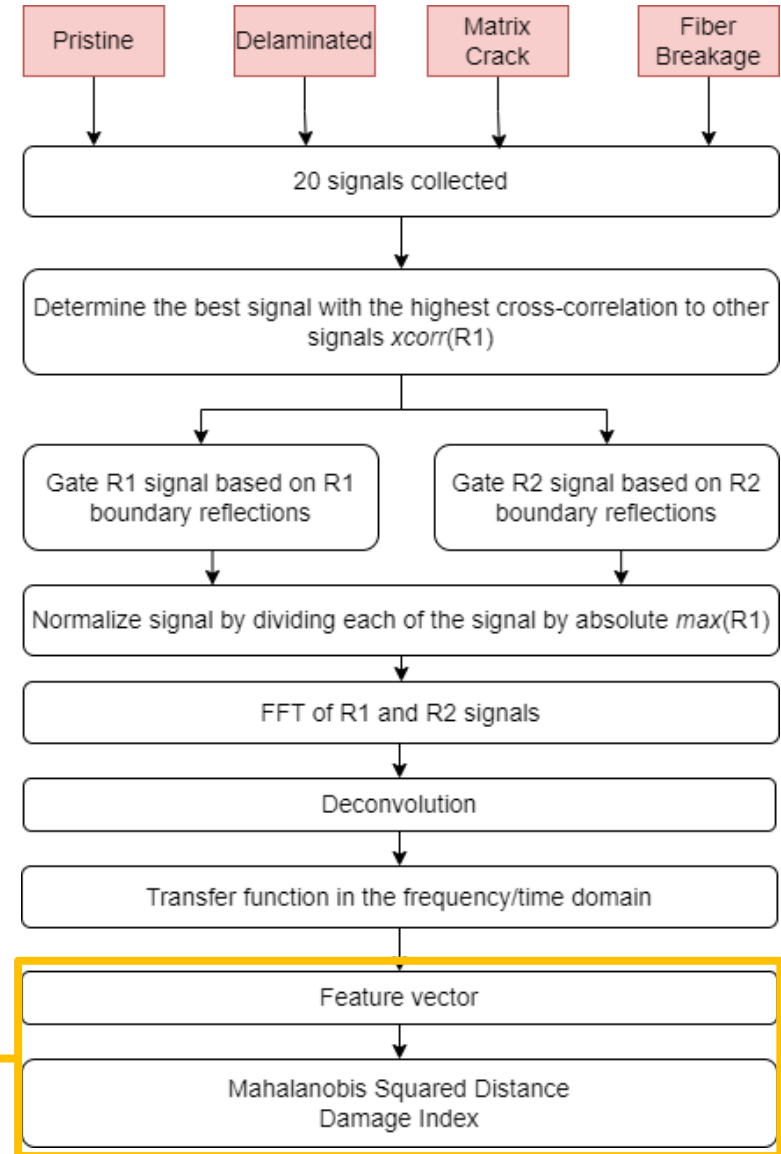 Pristine
Delaminated
Matrix
Crack
Fiber
Breakage
20 signals collected
Determine the best signal with the highest cross-correlation to other
signals xcorr(R1)
Gate R1 signal based on R1
boundary reflections
Gate R2 signal based on R2
boundary reflections
Normalize signal by dividing each of the signal by absolute max(R1)
FFT of R1 and R2 signals
Deconvolution
Transfer function in the frequency/time domain
Feature vector
Mahalanobis Squared Distance
Damage Index